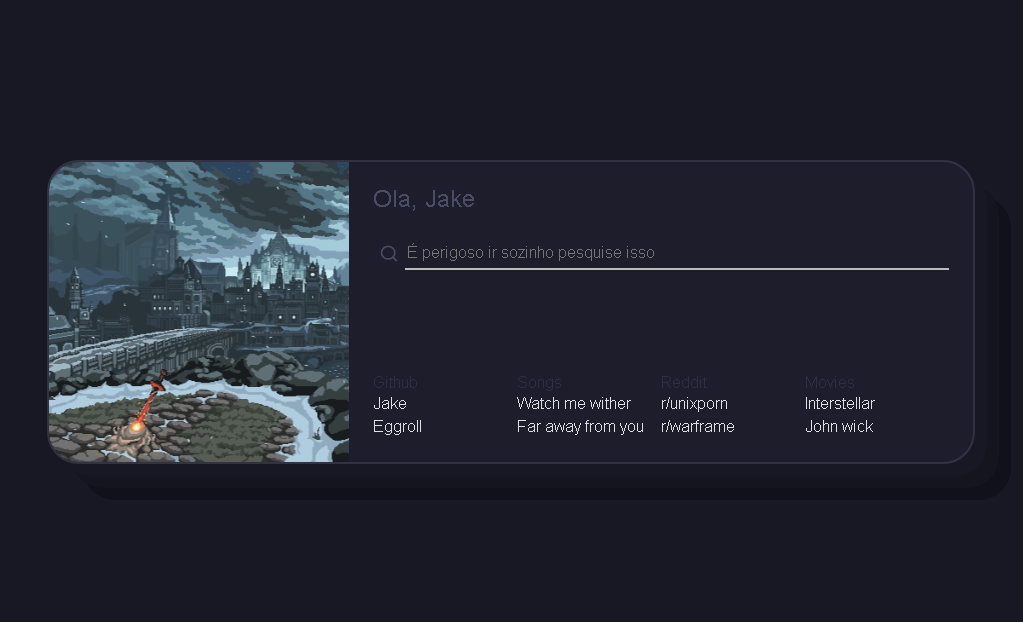 Ola, Jake
É perigoso ir sozinho pesquise isso
Github
Jake
Eggroll
Songs
Watch me wither
Far away from you
Reddit
r/unixporn
r/warframe
Movies
Interstellar
John wick